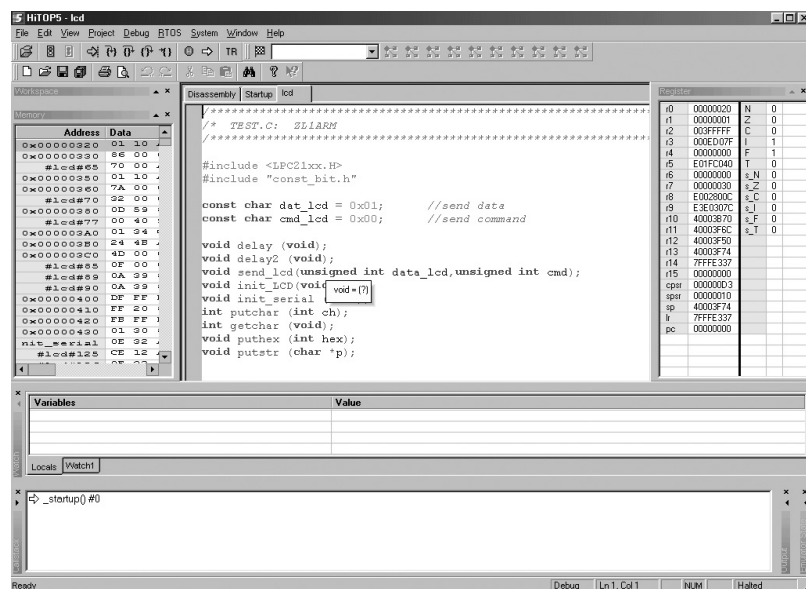 HiTOP5 - lcd
File Edit View Project Debug RTOS System Window Help
TR
Workspace
Memory
Address Data
0x00000320 01 10
0x00000330 86 00
#lcd#65 70 00
0x00000350 01 10
0x00000360 7A 00
#lcd#70 32 00
0x00000380 0D 59
#lcd#77 00 40
0x000003A0 01 34
0x000003B0 24 4B
0x000003C0 4D 00
#lcd#85 0F 00
#lcd#89 0A 39
#lcd#90 0A 39
0x00000400 DF FF
0x00000410 FF 20
0x00000420 FB FF
0x00000430 01 30
nit_serial 0E 32
#lcd#125 CE 12
Disassembly Startup lcd
/* TEST.C: ZL1ARM
#include <LPC21xx.H>
#include "const_bit.h"
const char dat_lcd = 0x01; //send data
const char cmd_lcd = 0x00; //send command
void delay (void);
void delay2 (void);
void send_lcd(unsigned int data_lcd,unsigned int cmd);
void init_LCD(voi
void = (?)
void init_serial (
int putchar (int ch);
int getchar (void);
void puthex (int hex);
void putstr (char *p);
Register
r0 00000020 N 0
r1 00000001 Z 0
r2 003FFFFF C 0
r3 000ED07F I 1
r4 00000000 F 1
r5 E01FC040 T 0
r6 00000000 s_N 0
r7 00000030 s_Z 0
r8 E002800C s_C 0
r9 E3E0307C s_I 0
r10 40003B70 s_F 0
r11 40003F6C s_T 0
r12 40003F50
r13 40003F74
r14 7FFFE337
r15 00000000
cpsr 000000D3
spsr 00000010
sp 40003F74
lr 7FFFE337
pc 00000000
Variables Value
Locals Watch1
Watch
_startup() #0
Output
Ready Debug Ln 1, Col 1 NUM Halted